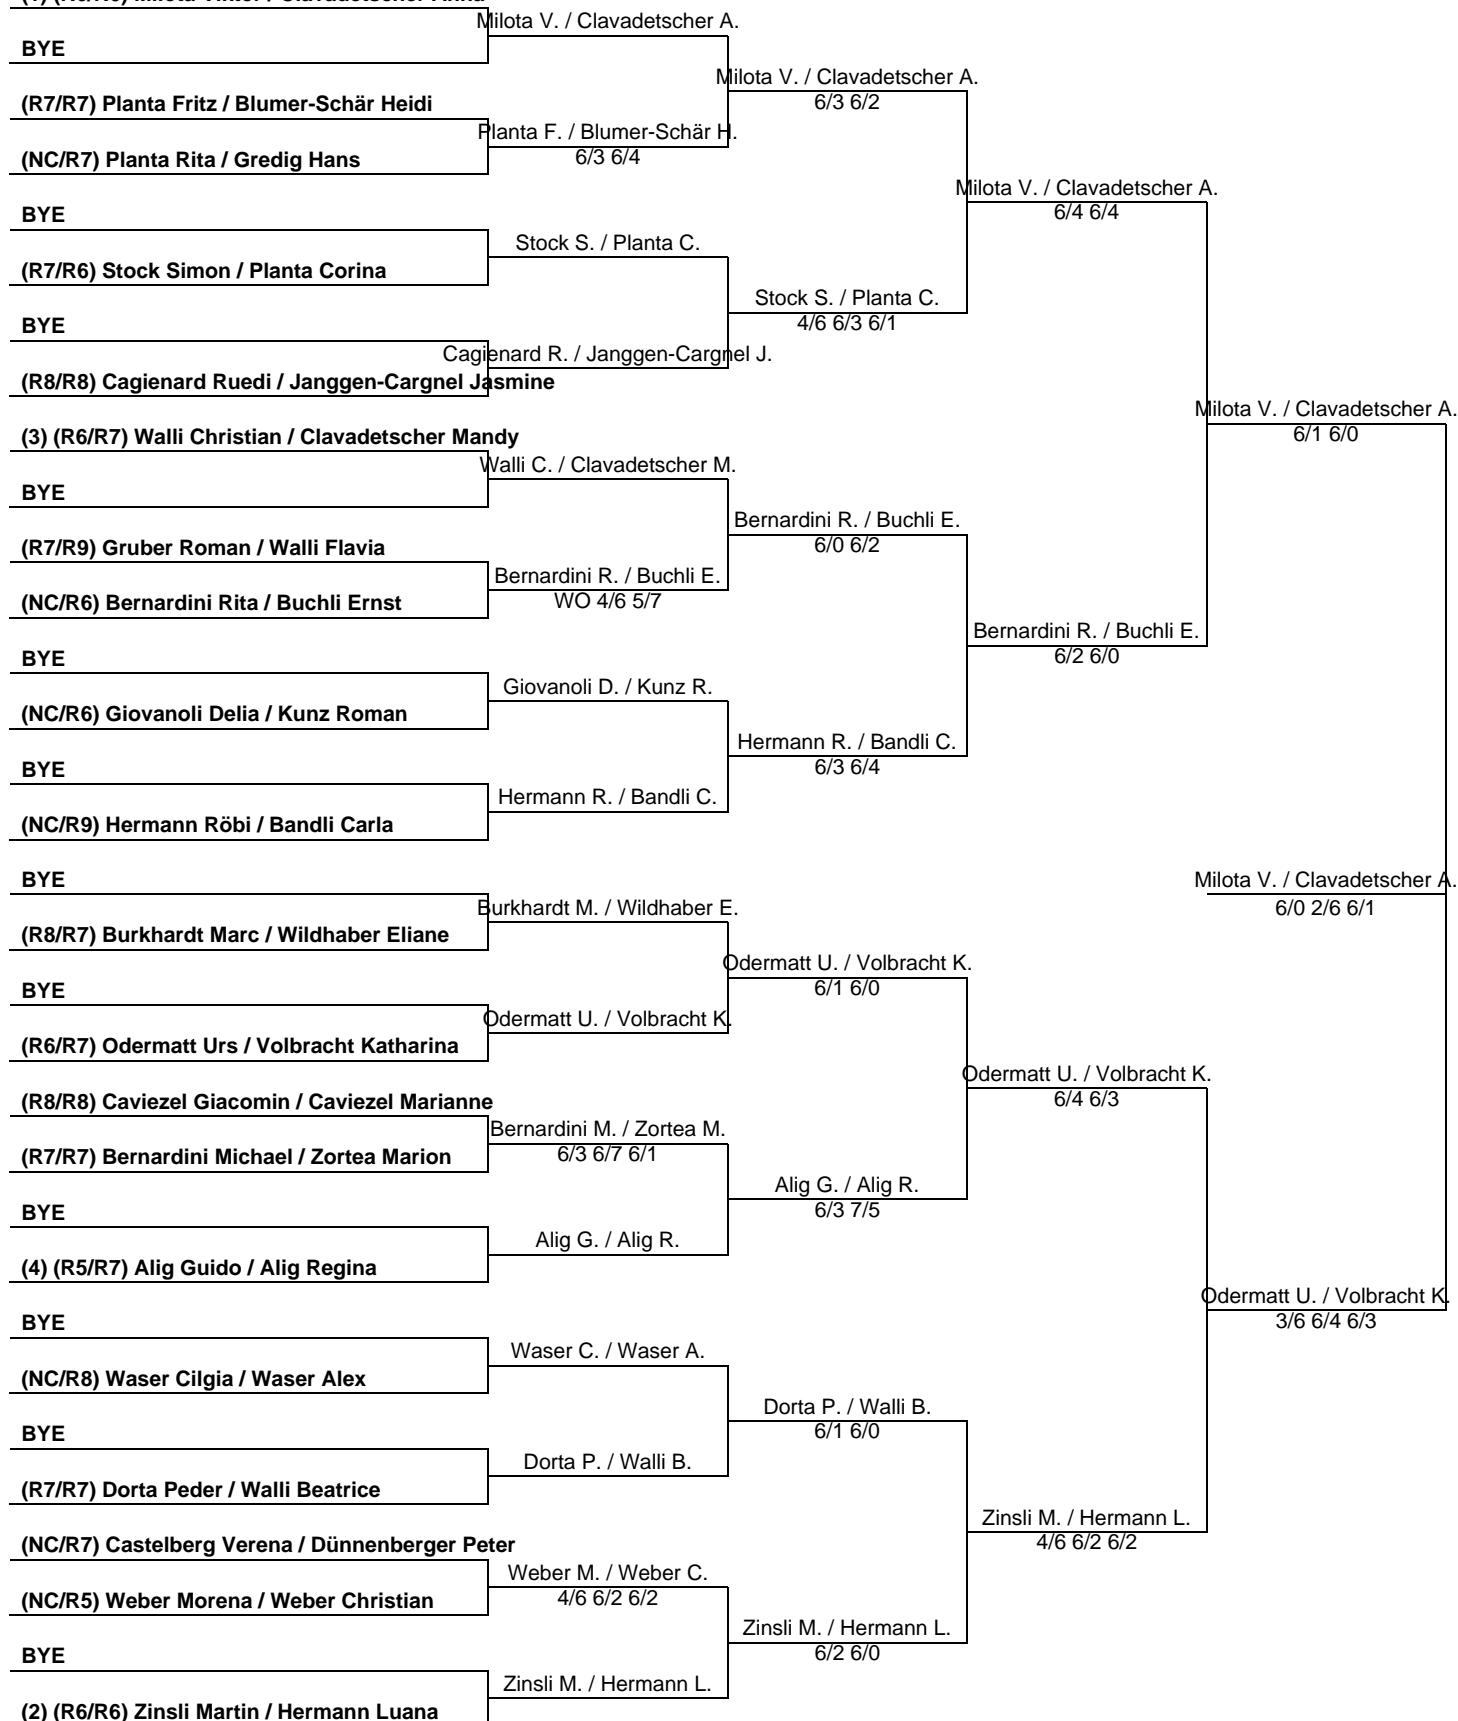 BYE
(R7/R7) Planta Fritz / Blumer-Schär Heidi
(NC/R7) Planta Rita / Gredig Hans
BYE
(R7/R6) Stock Simon / Planta Corina
BYE
(R8/R8) Cagienard Ruedi / Janggen-Cargnel Jasmine
(3) (R6/R7) Walli Christian / Clavadetscher Mandy
BYE
(R7/R9) Gruber Roman / Walli Flavia
(NC/R6) Bernardini Rita / Buchli Ernst
BYE
(NC/R6) Giovanoli Delia / Kunz Roman
BYE
(NC/R9) Hermann Röbi / Bandli Carla
BYE
(R8/R7) Burkhardt Marc / Wildhaber Eliane
BYE
(R6/R7) Odermatt Urs / Volbracht Katharina
(R8/R8) Caviezel Giacomin / Caviezel Marianne
(R7/R7) Bernardini Michael / Zortea Marion
BYE
(4) (R5/R7) Alig Guido / Alig Regina
BYE
(NC/R8) Waser Cilgia / Waser Alex
BYE
(R7/R7) Dorta Peder / Walli Beatrice
(NC/R7) Castelberg Verena / Dünnenberger Peter
(NC/R5) Weber Morena / Weber Christian
BYE
(2) (R6/R6) Zinsli Martin / Hermann Luana
Milota V. / Clavadetscher A.
Planta F. / Blumer-Schär H.
6/3 6/4
Stock S. / Planta C.
Cagienard R. / Janggen-Cargnel J.
Walli C. / Clavadetscher M.
Bernardini R. / Buchli E.
WO 4/6 5/7
Giovanoli D. / Kunz R.
Hermann R. / Bandli C.
Burkhardt M. / Wildhaber E.
Odermatt U. / Volbracht K.
Bernardini M. / Zortea M.
6/3 6/7 6/1
Alig G. / Alig R.
Waser C. / Waser A.
Dorta P. / Walli B.
Weber M. / Weber C.
4/6 6/2 6/2
Zinsli M. / Hermann L.
Milota V. / Clavadetscher A.
6/3 6/2
Stock S. / Planta C.
4/6 6/3 6/1
Bernardini R. / Buchli E.
6/0 6/2
Hermann R. / Bandli C.
6/3 6/4
Odermatt U. / Volbracht K.
6/1 6/0
Alig G. / Alig R.
6/3 7/5
Dorta P. / Walli B.
6/1 6/0
Zinsli M. / Hermann L.
6/2 6/0
Milota V. / Clavadetscher A.
6/4 6/4
Bernardini R. / Buchli E.
6/2 6/0
Odermatt U. / Volbracht K.
6/4 6/3
Zinsli M. / Hermann L.
4/6 6/2 6/2
Milota V. / Clavadetscher A.
6/1 6/0
Milota V. / Clavadetscher A.
6/0 2/6 6/1
Odermatt U. / Volbracht K.
3/6 6/4 6/3